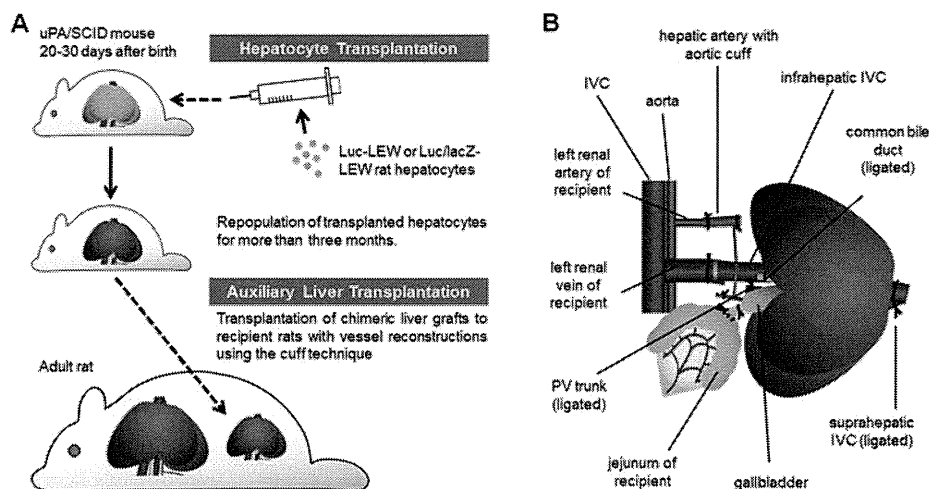 A
uPA/SCID mouse
20-30 days after birth
Hepatocyte Transplantation
Luc-LEW or Luc/lacZ-
LEW rat hepatocytes
Repopulation of transplanted hepatocytes
for more than three months.
Auxiliary Liver Transplantation
Transplantation of chimeric liver grafts to
recipient rats with vessel reconstructions
using the cuff technique
Adult rat
B
hepatic artery with
aortic cuff
IVC
infrahepatic IVC
aorta
common bile
duct
(ligated)
left renal
artery of
recipient
left renal
vein of
recipient
PV trunk
(ligated)
suprahepatic
IVC (ligated)
jejunum of
recipient
gallbladder